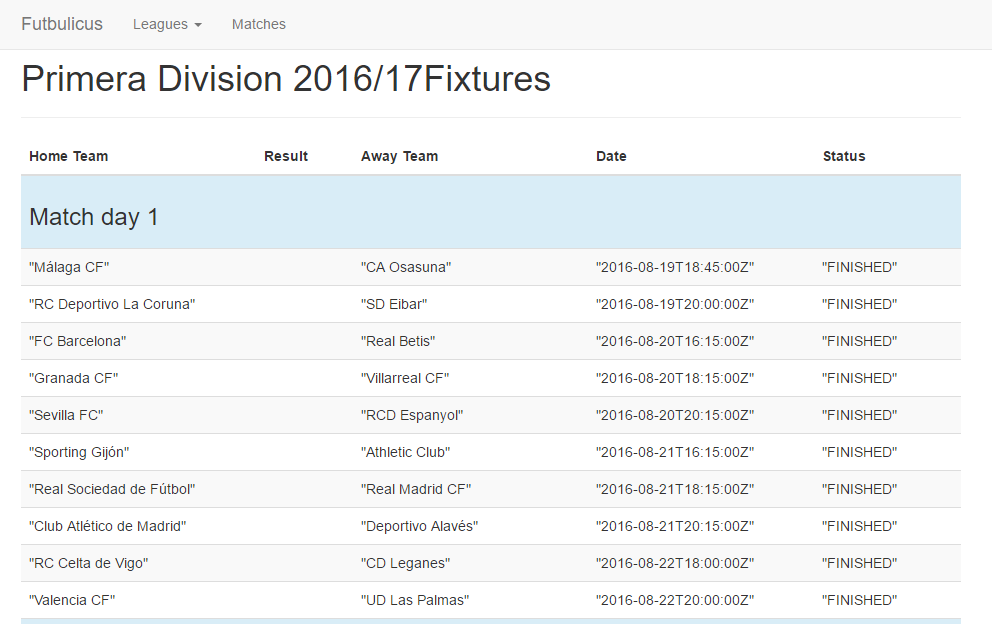 Futbulicus Leagues Matches
Primera Division 2016/17Fixtures
Home Team Result Away Team Date Status
Match day 1
"Málaga CF" "CA Osasuna" "2016-08-19T18:45:00Z" "FINISHED"
"RC Deportivo La Coruna" "SD Eibar" "2016-08-19T20:00:00Z" "FINISHED"
"FC Barcelona" "Real Betis" "2016-08-20T16:15:00Z" "FINISHED"
"Granada CF" "Villarreal CF" "2016-08-20T18:15:00Z" "FINISHED"
"Sevilla FC" "RCD Espanyol" "2016-08-20T20:15:00Z" "FINISHED"
"Sporting Gijón" "Athletic Club" "2016-08-21T16:15:00Z" "FINISHED"
"Real Sociedad de Fútbol" "Real Madrid CF" "2016-08-21T18:15:00Z" "FINISHED"
"Club Atlético de Madrid" "Deportivo Alavés" "2016-08-21T20:15:00Z" "FINISHED"
"RC Celta de Vigo" "CD Leganes" "2016-08-22T18:00:00Z" "FINISHED"
"Valencia CF" "UD Las Palmas" "2016-08-22T20:00:00Z" "FINISHED"